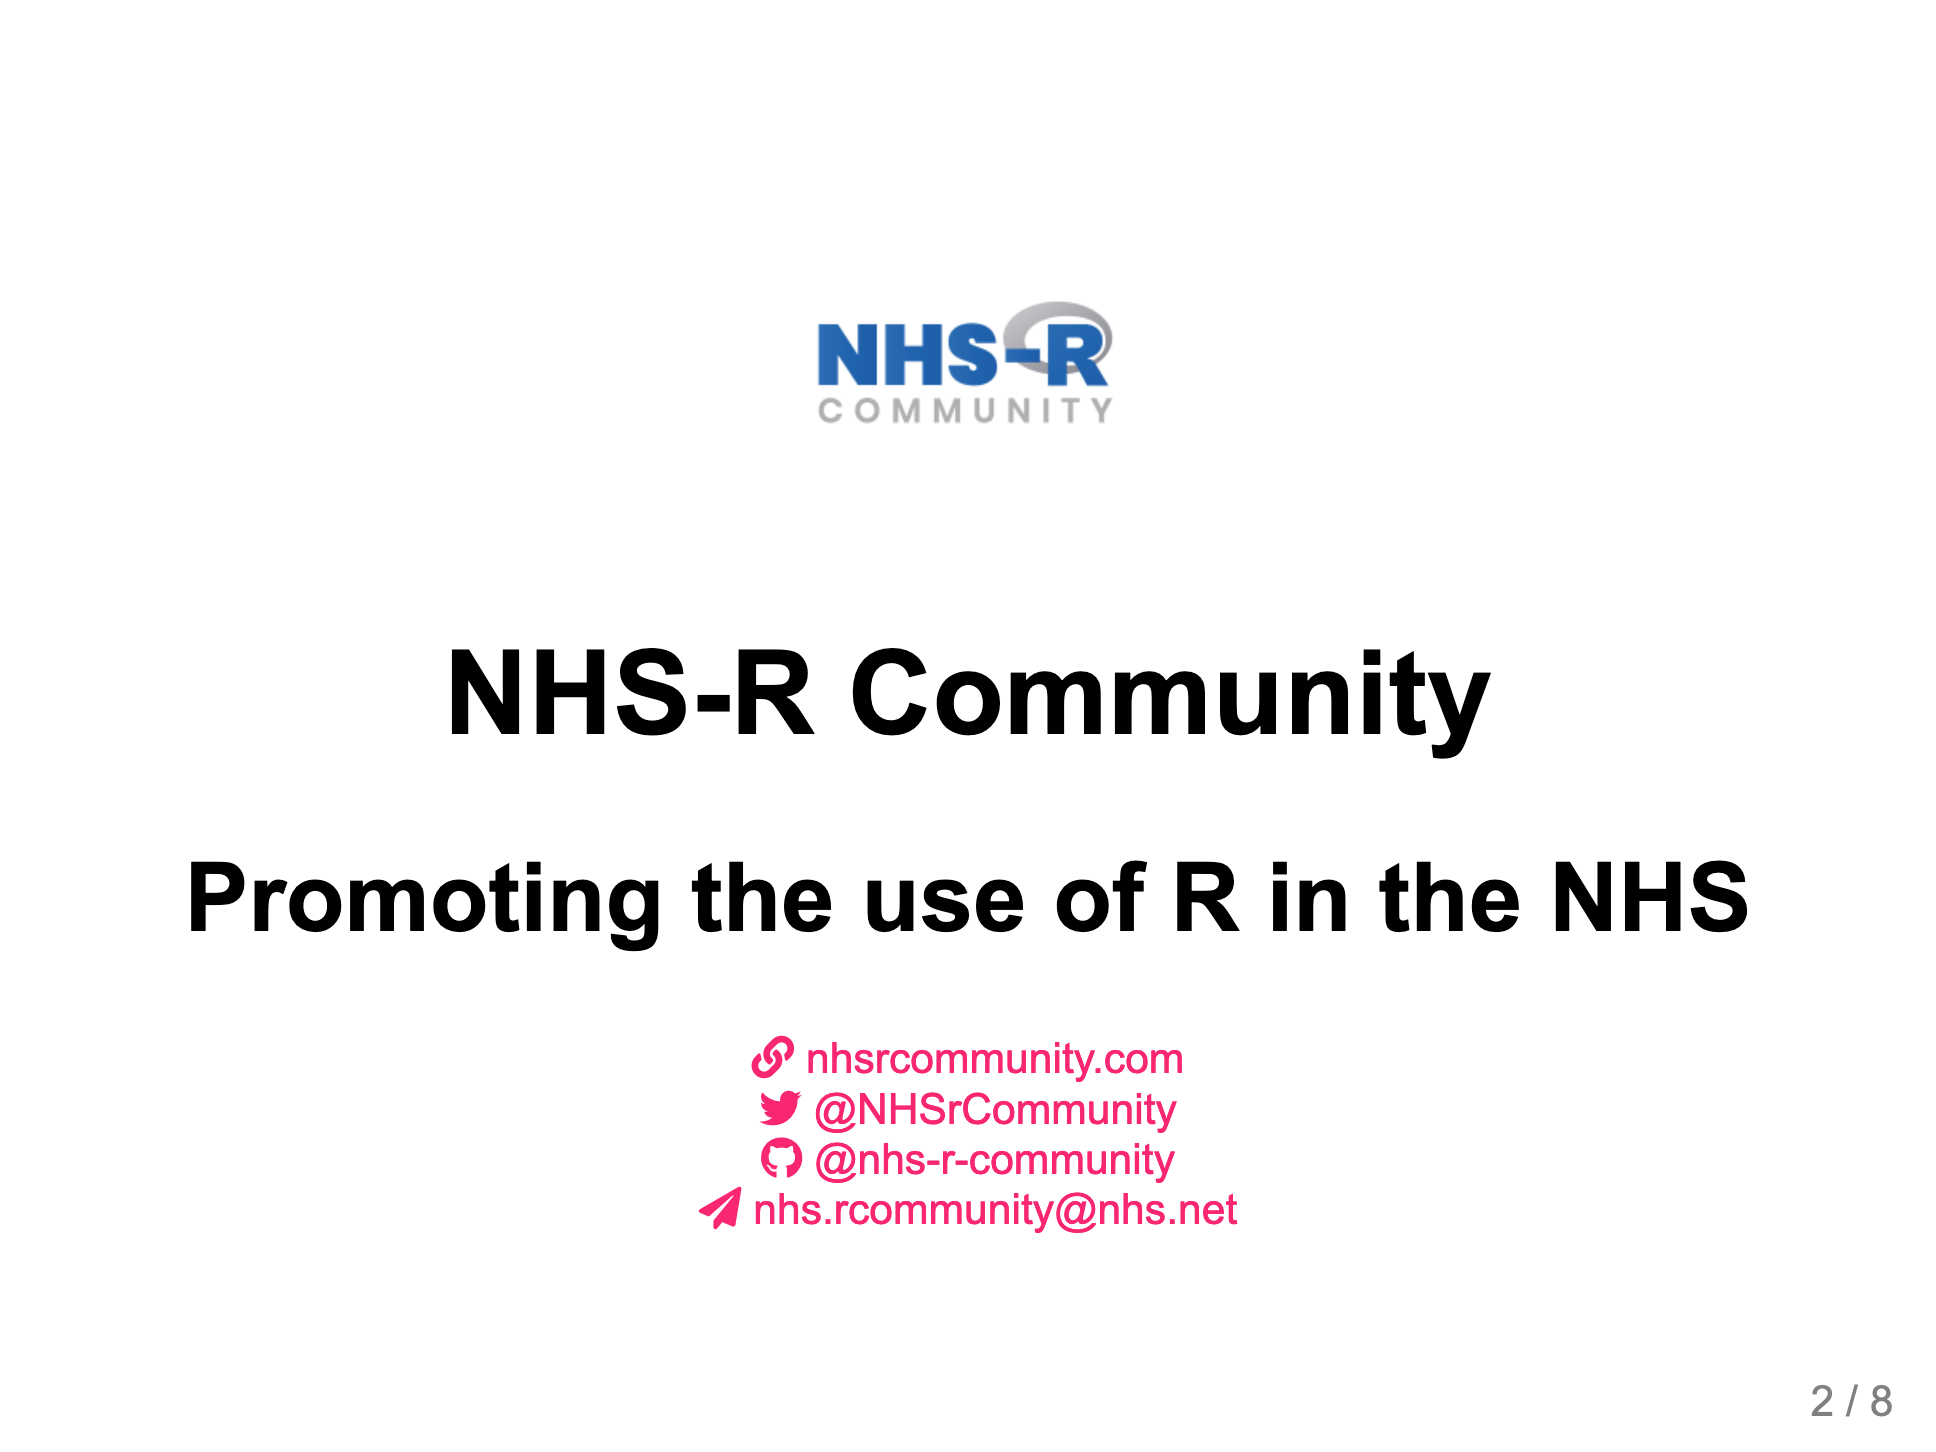 NHS-R
COMMUNITY
NHS-R Community
Promoting the use of R in the NHS
nhsrcommunity.com
@NHSrCommunity
@nhs-r-community
nhs.rcommunity@nhs.net
2 / 8